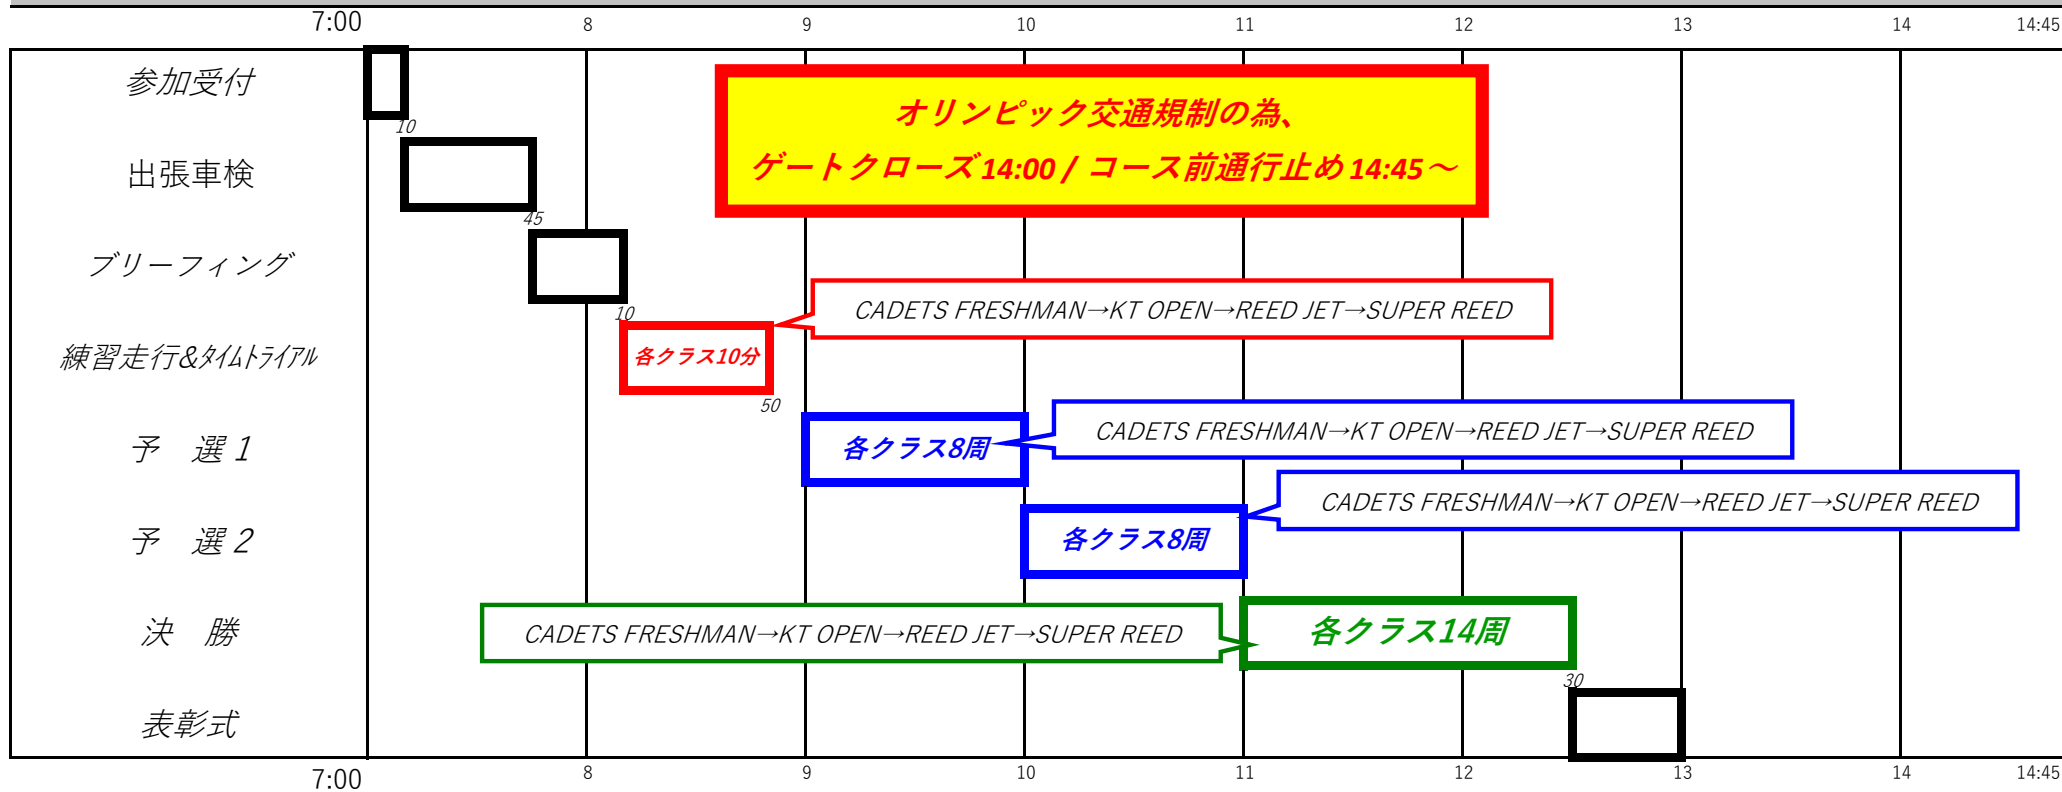 7:00 8 9 10 11 12 13 14 14:45
参加受付
10
オリンピック交通規制の為、
ゲートクローズ14:00 / コース前通行止め14:45～
出張車検
45
ブリーフィング
10
CADETS FRESHMAN→KT OPEN→REED JET→SUPER REED
練習走行&ﾀｲﾑﾄﾗｲｱﾙ
各クラス10分
50
予　選 1
各クラス8周
CADETS FRESHMAN→KT OPEN→REED JET→SUPER REED
CADETS FRESHMAN→KT OPEN→REED JET→SUPER REED
予　選 2
各クラス8周
決　勝
CADETS FRESHMAN→KT OPEN→REED JET→SUPER REED
各クラス14周
30
表彰式
7:00 8 9 10 11 12 13 14 14:45